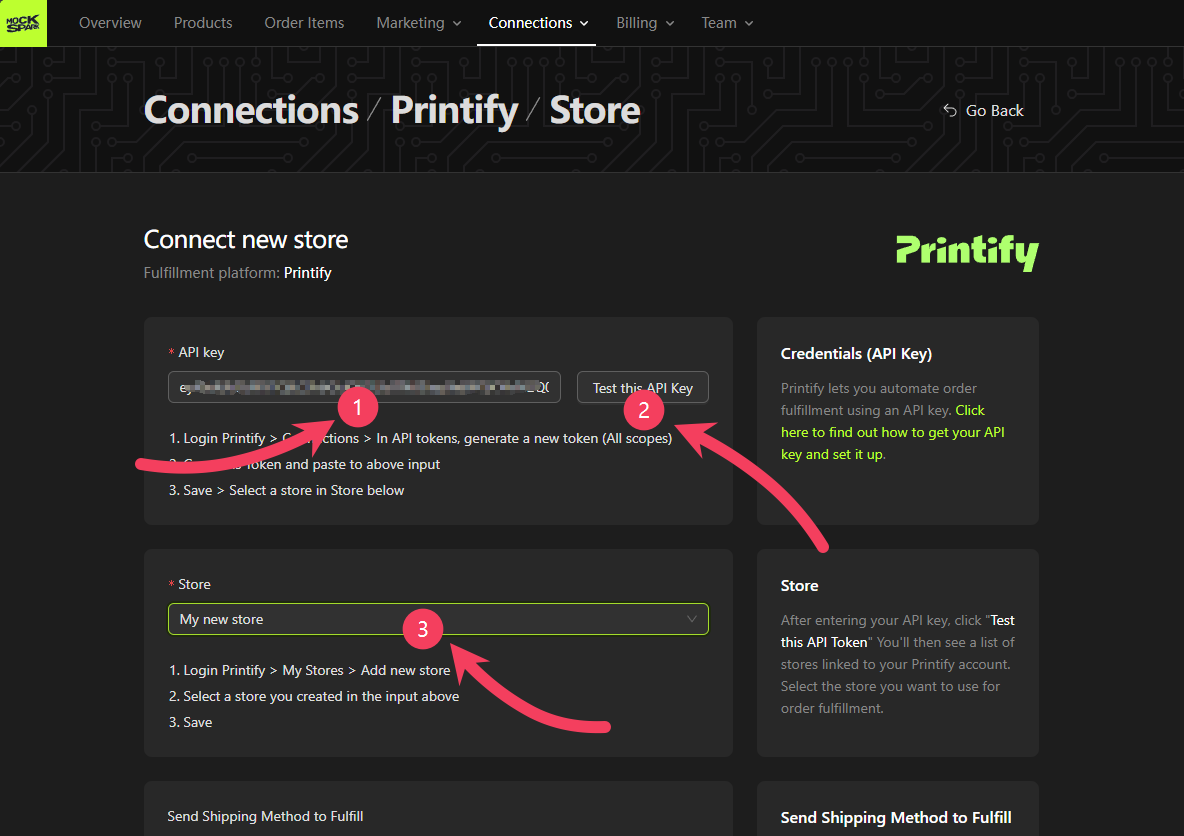 MOCK
SPARK
Overview Products Order Items Marketing Connections Billing Team
Connections / Printify / Store
Go Back
Connect new store
Fulfillment platform: Printify
Printify
* API key
Test this API Key
1
2
1. Login Printify > > In API tokens, generate a new token (All scopes)
2. Token and paste to above input
3. Save > Select a store in Store below
Credentials (API Key)
Printify lets you automate order
fulfillment using an API key. Click
here to find out how to get your API
key and set it up.
* Store
My new store
3
1. Login Printify > My Stores > Add new store
2. Select a store you created in the input above
3. Save
Store
After entering your API key, click "Test
this API Token" You'll then see a list of
stores linked to your Printify account.
Select the store you want to use for
order fulfillment.
Send Shipping Method to Fulfill
Send Shipping Method to Fulfill